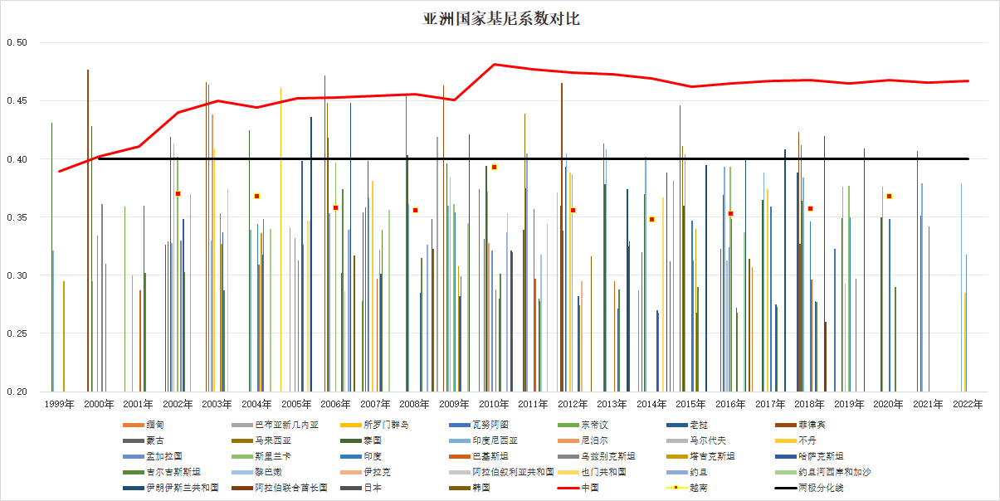 亚洲国家基尼系数对比
0.50
0.45
0.40
0.35
0.30
0.25
0.20
1999年 2000年 2001年 2002年 2003年 2004年 2005年 2006年 2007年 2008年 2009年 2010年 2011年 2012年 2013年 2014年 2015年 2016年 2017年 2018年 2019年 2020年 2021年 2022年
缅甸 巴布亚新几内亚 所罗门群岛 瓦努阿图 东帝汶 老挝 菲律宾
蒙古 马来西亚 泰国 印度尼西亚 尼泊尔 马尔代夫 不丹
孟加拉国 斯里兰卡 印度 巴基斯坦 乌兹别克斯坦 塔吉克斯坦 哈萨克斯坦
吉尔吉斯斯坦 黎巴嫩 伊拉克 阿拉伯叙利亚共和国 也门共和国 约旦 约旦河西岸和加沙
伊朗伊斯兰共和国 阿拉伯联合酋长国 日本 韩国 中国 越南 两极分化线